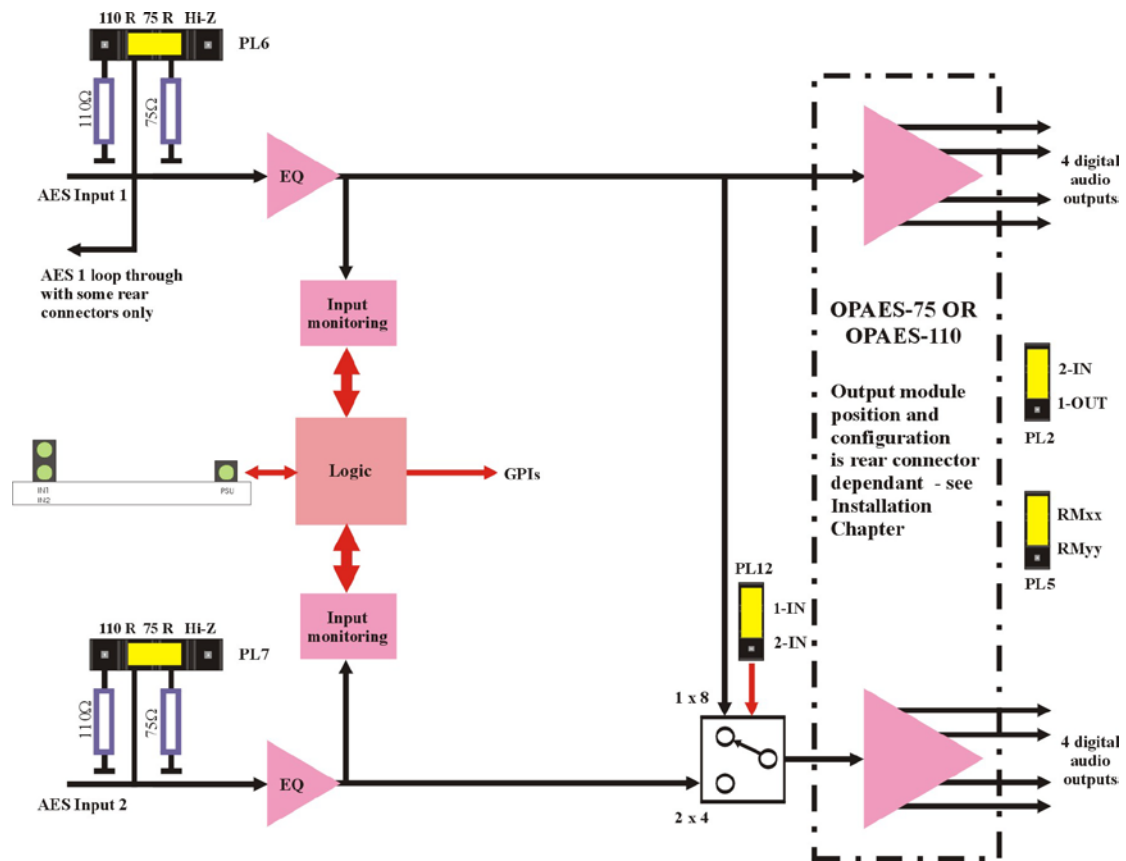 110 R 75 R Hi-Z
PL6
110Ω
75Ω
AES Input 1
EQ
AES 1 loop through
with some rear
connectors only
Input
monitoring
4 digital
audio
outputs
OPAES-75 OR
OPAES-110
Output module
position and
configuration
is rear connector
dependant - see
Installation
Chapter
2-IN
1-OUT
PL2
RMxx
RMyy
PL5
IN1
IN2
PSU
Logic
GPIs
Input
monitoring
PL12
1-IN
2-IN
110 R 75 R Hi-Z
PL7
110Ω
75Ω
AES Input 2
EQ
1 x 8
2 x 4
4 digital
audio
outputs